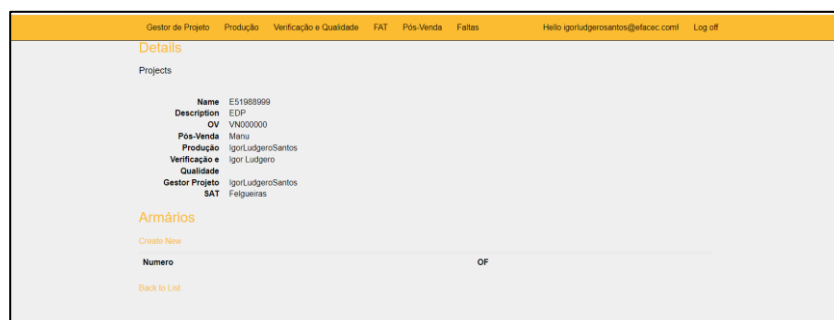 Gestor de Projeto Produção Verificação e Qualidade FAT Pós-Venda Faltas Hello igorludgerosantos@efacec.com! Log off
Details
Projects
Name E51988999
Description EDP
OV VN000000
Pós-Venda Manu
Produção IgorLudgeroSantos
Verificação e Igor Ludgero
Qualidade
Gestor Projeto IgorLudgeroSantos
SAT Felgueiras
Armários
Create New
Numero OF
Back to List